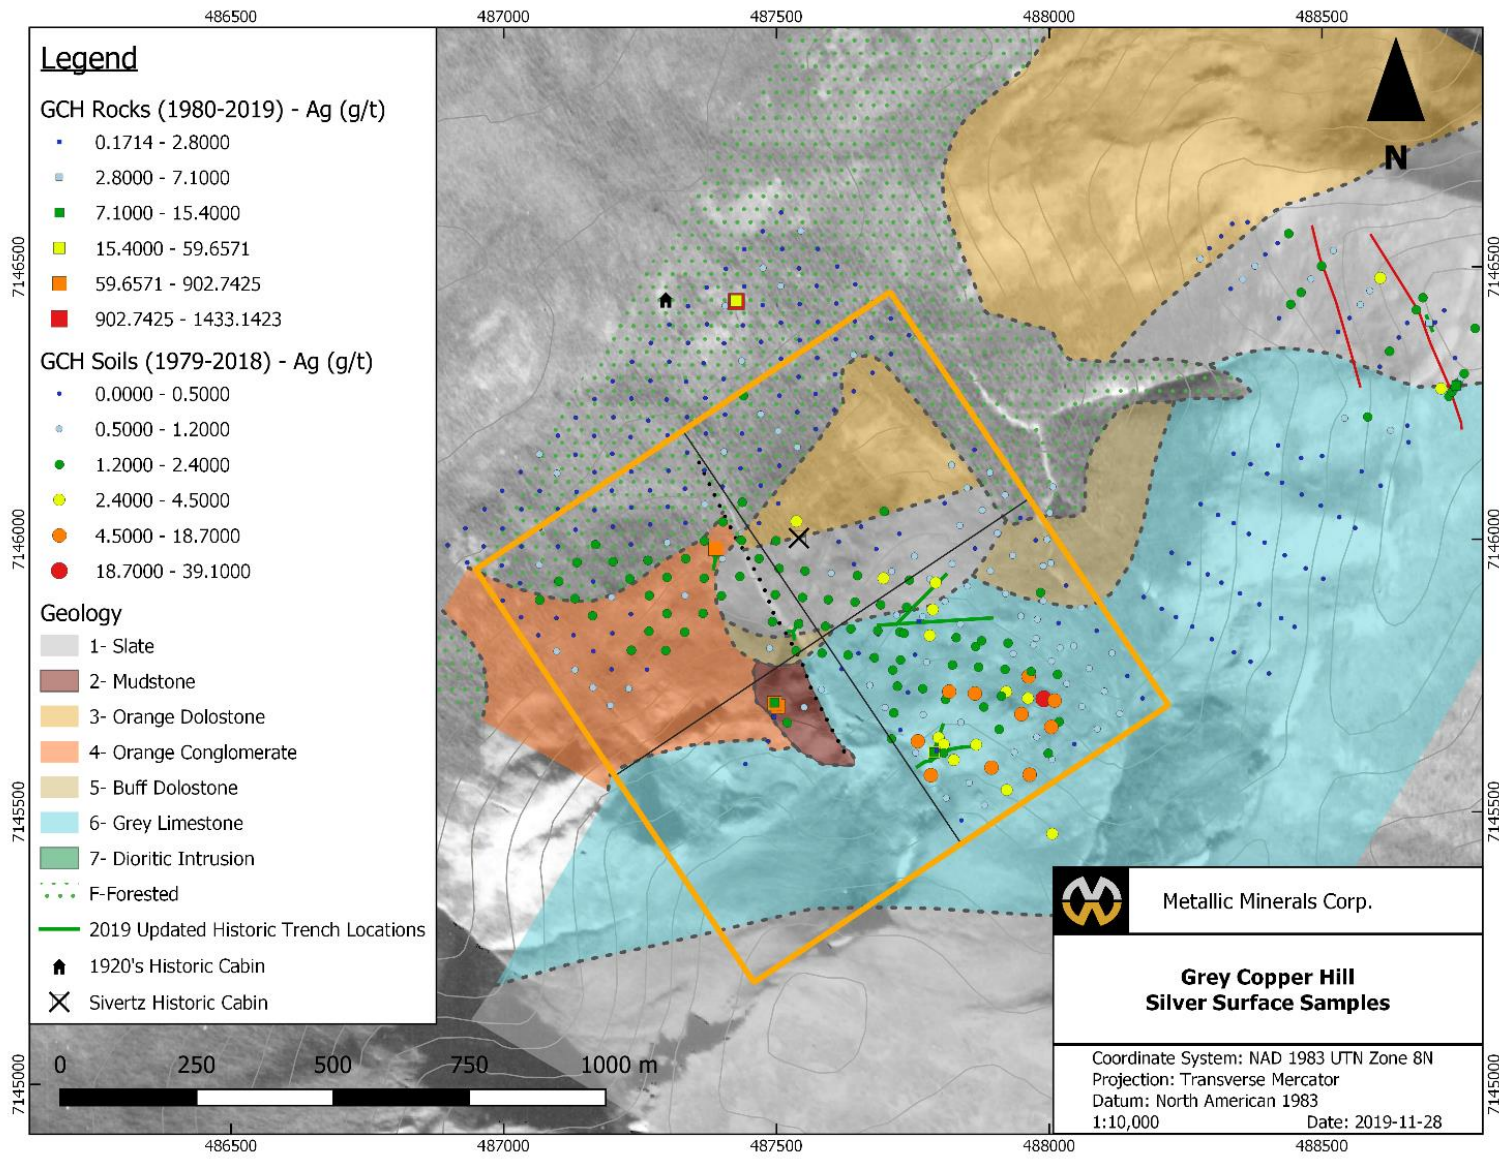 486500 487000 487500 488000 488500
Legend
GCH Rocks (1980-2019) - Ag (g/t)
0.1714 - 2.8000
2.8000 - 7.1000
7.1000 - 15.4000
15.4000 - 59.6571
59.6571 - 902.7425
902.7425 - 1433.1423
GCH Soils (1979-2018) - Ag (g/t)
0.0000 - 0.5000
0.5000 - 1.2000
1.2000 - 2.4000
2.4000 - 4.5000
4.5000 - 18.7000
18.7000 - 39.1000
Geology
1- Slate
2- Mudstone
3- Orange Dolostone
4- Orange Conglomerate
5- Buff Dolostone
6- Grey Limestone
7- Dioritic Intrusion
F-Forested
2019 Updated Historic Trench Locations
1920's Historic Cabin
Sivertz Historic Cabin
0 250 500 750 1000 m
7146500
7146000
7145500
7145000
N
7146500
7146000
7145500
7145000
Metallic Minerals Corp.
Grey Copper Hill
Silver Surface Samples
Coordinate System: NAD 1983 UTN Zone 8N
Projection: Transverse Mercator
Datum: North American 1983
1:10,000 Date: 2019-11-28
486500 487000 487500 488000 488500